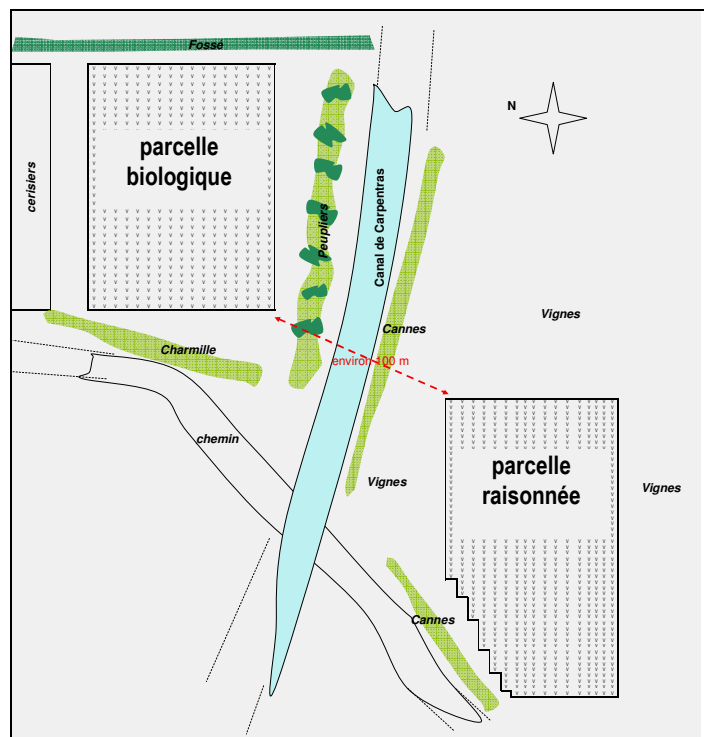 Fossé
N
parcelle
biologique
cerisiers
Peupliers
Canal de Carpentras
Cannes
Vignes
Charmille
environ 100 m
chemin
Vignes
parcelle
raisonnée
Vignes
Cannes